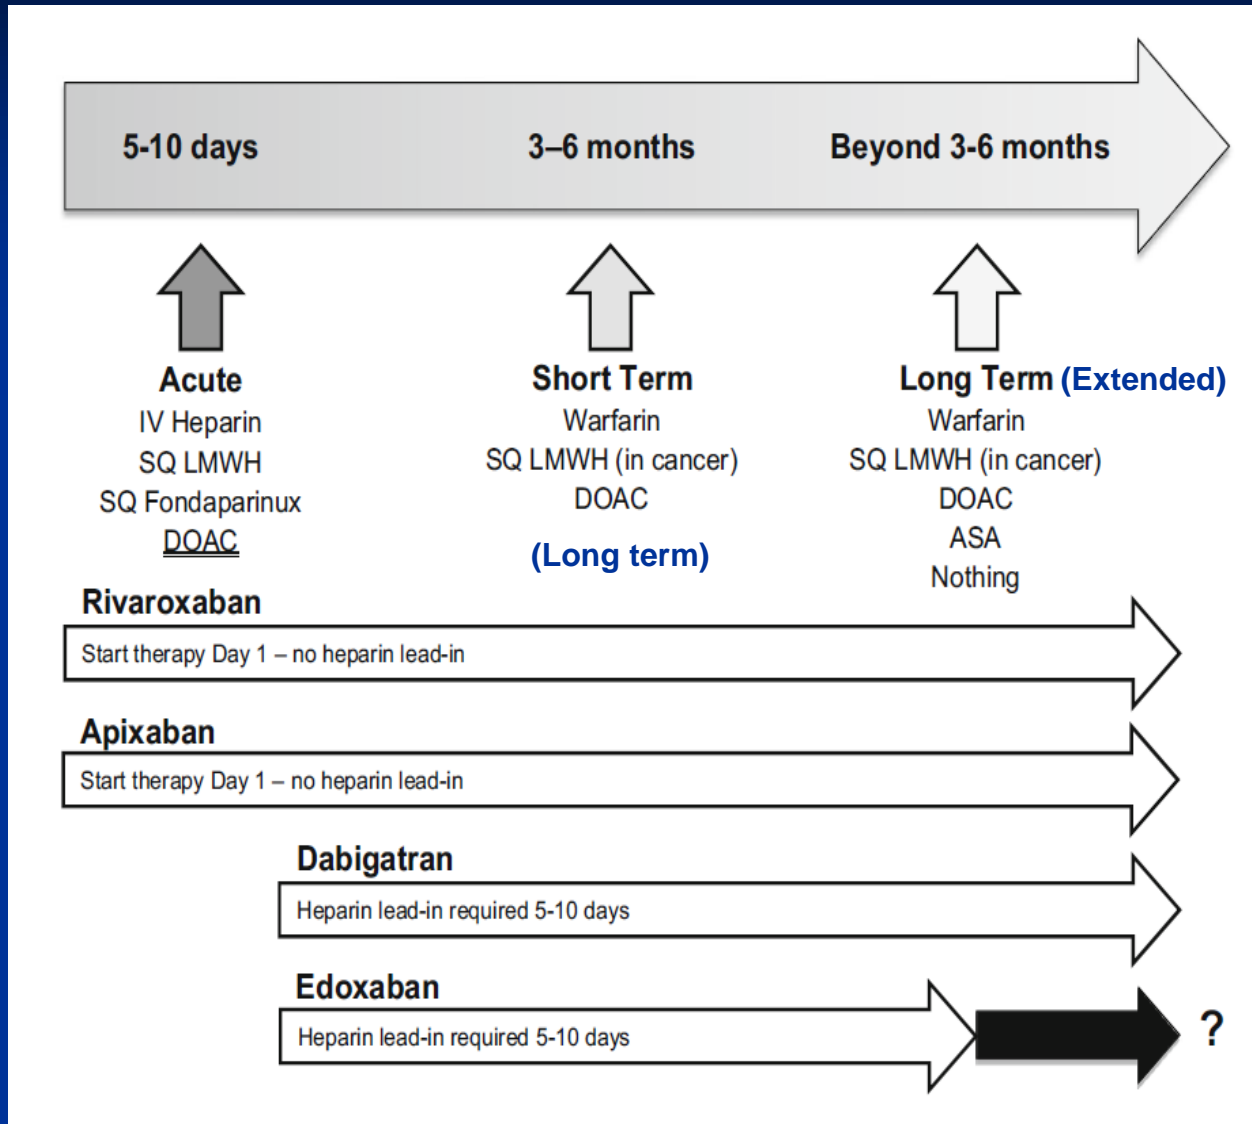 5-10 days
3–6 months
Beyond 3-6 months
Acute
IV Heparin
SQ LMWH
SQ Fondaparinux
DOAC
Short Term
Warfarin
SQ LMWH (in cancer)
DOAC
(Long term)
Long Term (Extended)
Warfarin
SQ LMWH (in cancer)
DOAC
ASA
Nothing
Rivaroxaban
Start therapy Day 1 – no heparin lead-in
Apixaban
Start therapy Day 1 – no heparin lead-in
Dabigatran
Heparin lead-in required 5-10 days
Edoxaban
Heparin lead-in required 5-10 days
?